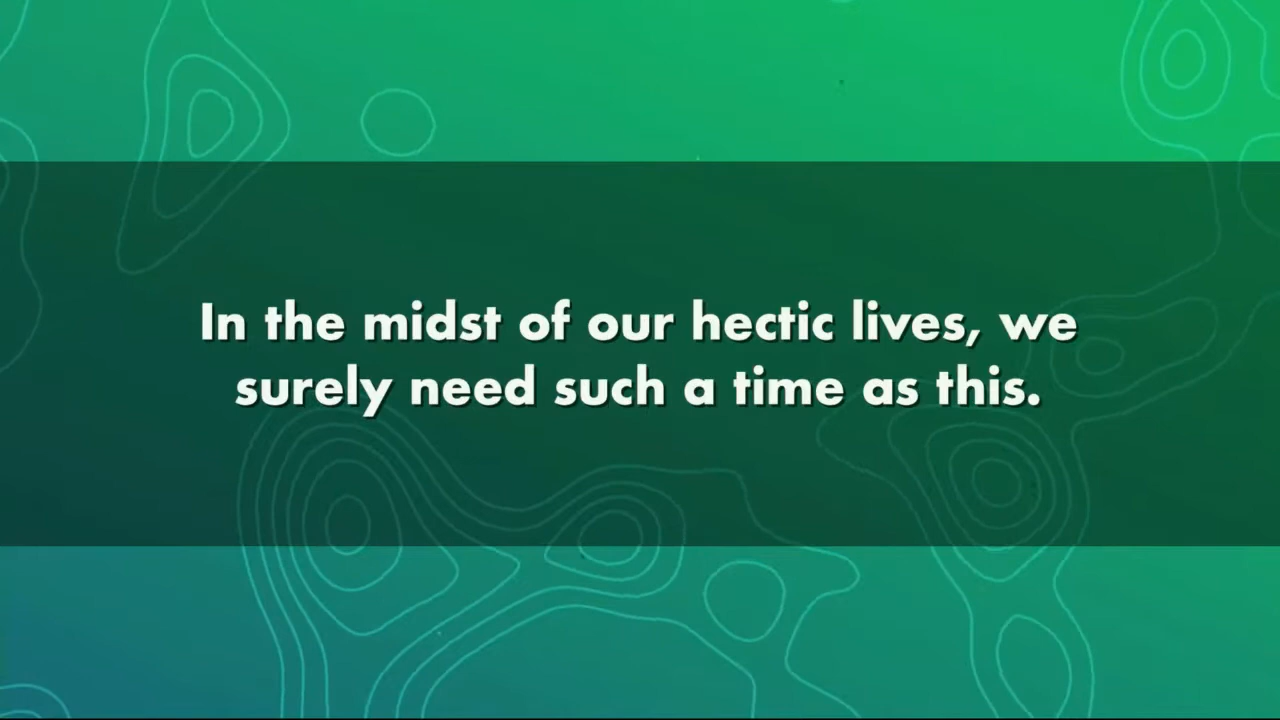 In the midst of our hectic lives, we
surely need such a time as this.